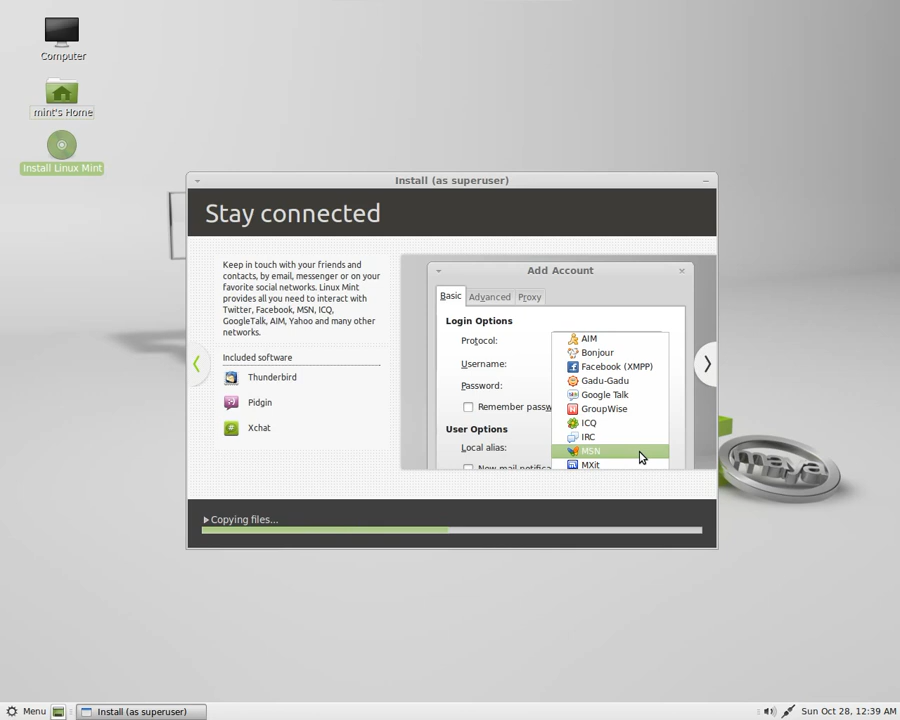 Computer
mint's Home
Install Linux Mint
Install (as superuser)
Stay connected
Keep in touch with your friends and
contacts, by email, messenger or on your
favorite social networks. Linux Mint
provides all you need to interact with
Twitter, Facebook, MSN, ICQ,
GoogleTalk, AIM, Yahoo and many other
networks.
Included software
Thunderbird
Pidgin
Xchat
Add Account
Basic Advanced Proxy
Login Options
Protocol:
Username:
Password:
Remember passw
User Options
Local alias:
New mail notifica
AIM
Bonjour
Facebook (XMPP)
Gadu-Gadu
Google Talk
GroupWise
ICQ
IRC
MSN
MXit
maya
Copying files...
Menu
Install (as superuser)
Sun Oct 28, 12:39 AM